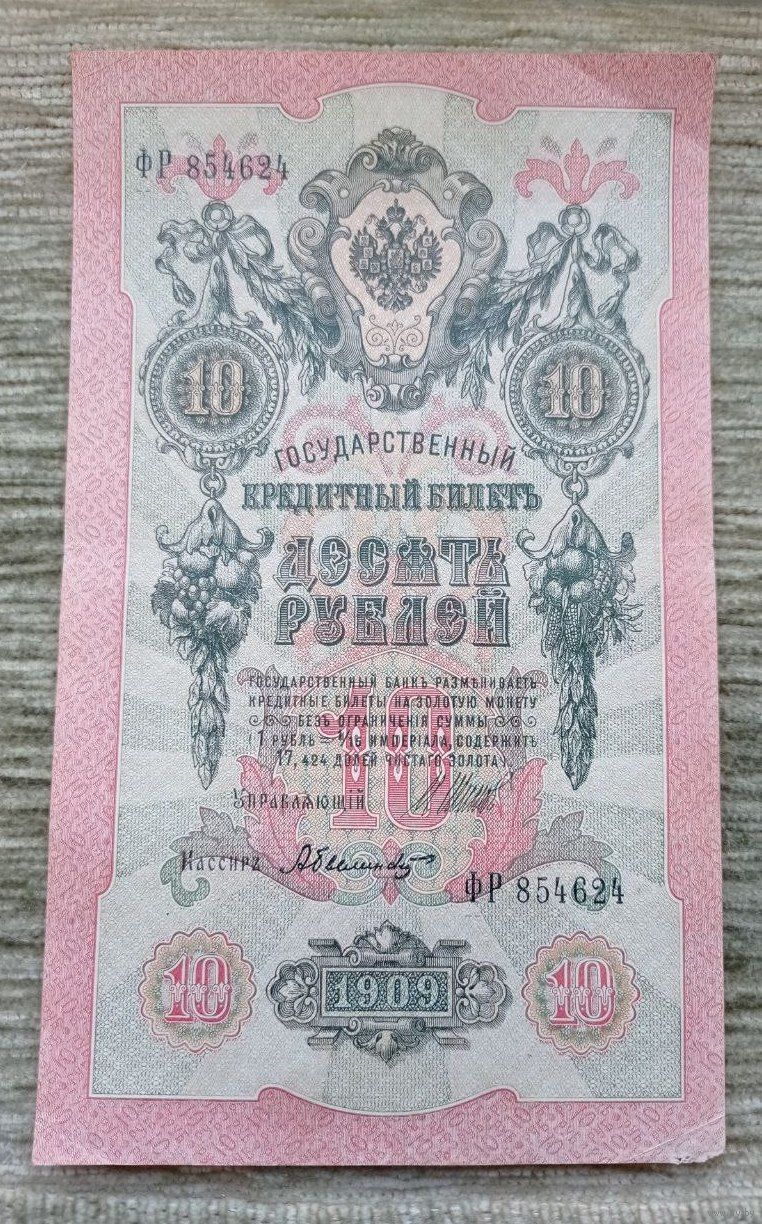 ФР 854624
10 10
ГОСУДАРСТВЕННЫЙ
КРЕДИТНЫЙ БИЛЕТЪ
ДЕСЯТЬ
РУБЛЕЙ
ГОСУДАРСТВЕННЫЙ БАНКЪ РАЗМѢНИВАЕТЪ
КРЕДИТНЫЕ БИЛЕТЫ НА ЗОЛОТУЮ МОНЕТУ
БЕЗЪ ОГРАНИЧЕНІЯ СУММЫ
(1 РУБЛЬ = 1/15 ИМПЕРІАЛА, СОДЕРЖИТЪ
17,424 ДОЛЕЙ ЧИСТАГО ЗОЛОТА).
10
УПРАВЛЯЮЩІЙ
Кассиръ
ФР 854624
10 1909 10